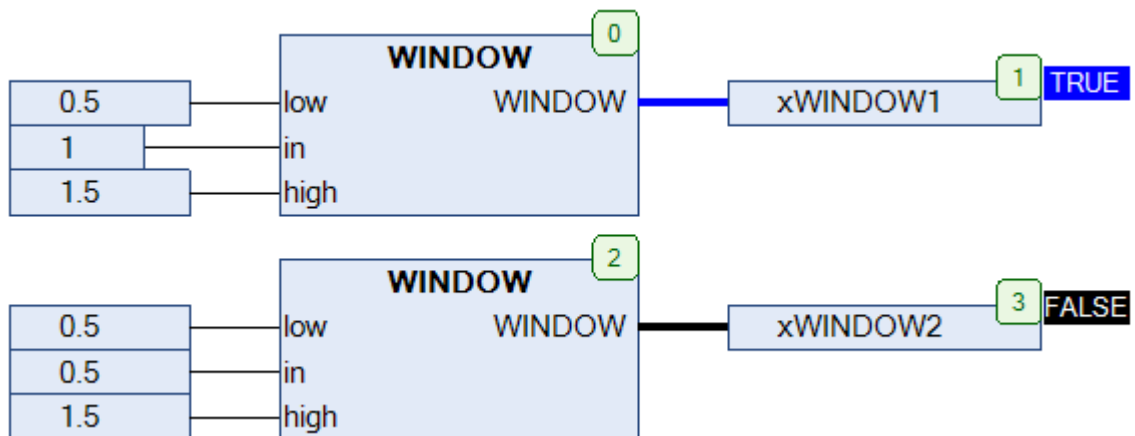 0
WINDOW
0.5 low WINDOW xWINDOW1 1 TRUE
1 in
1.5 high
2
WINDOW
0.5 low WINDOW xWINDOW2 3 FALSE
0.5 in
1.5 high